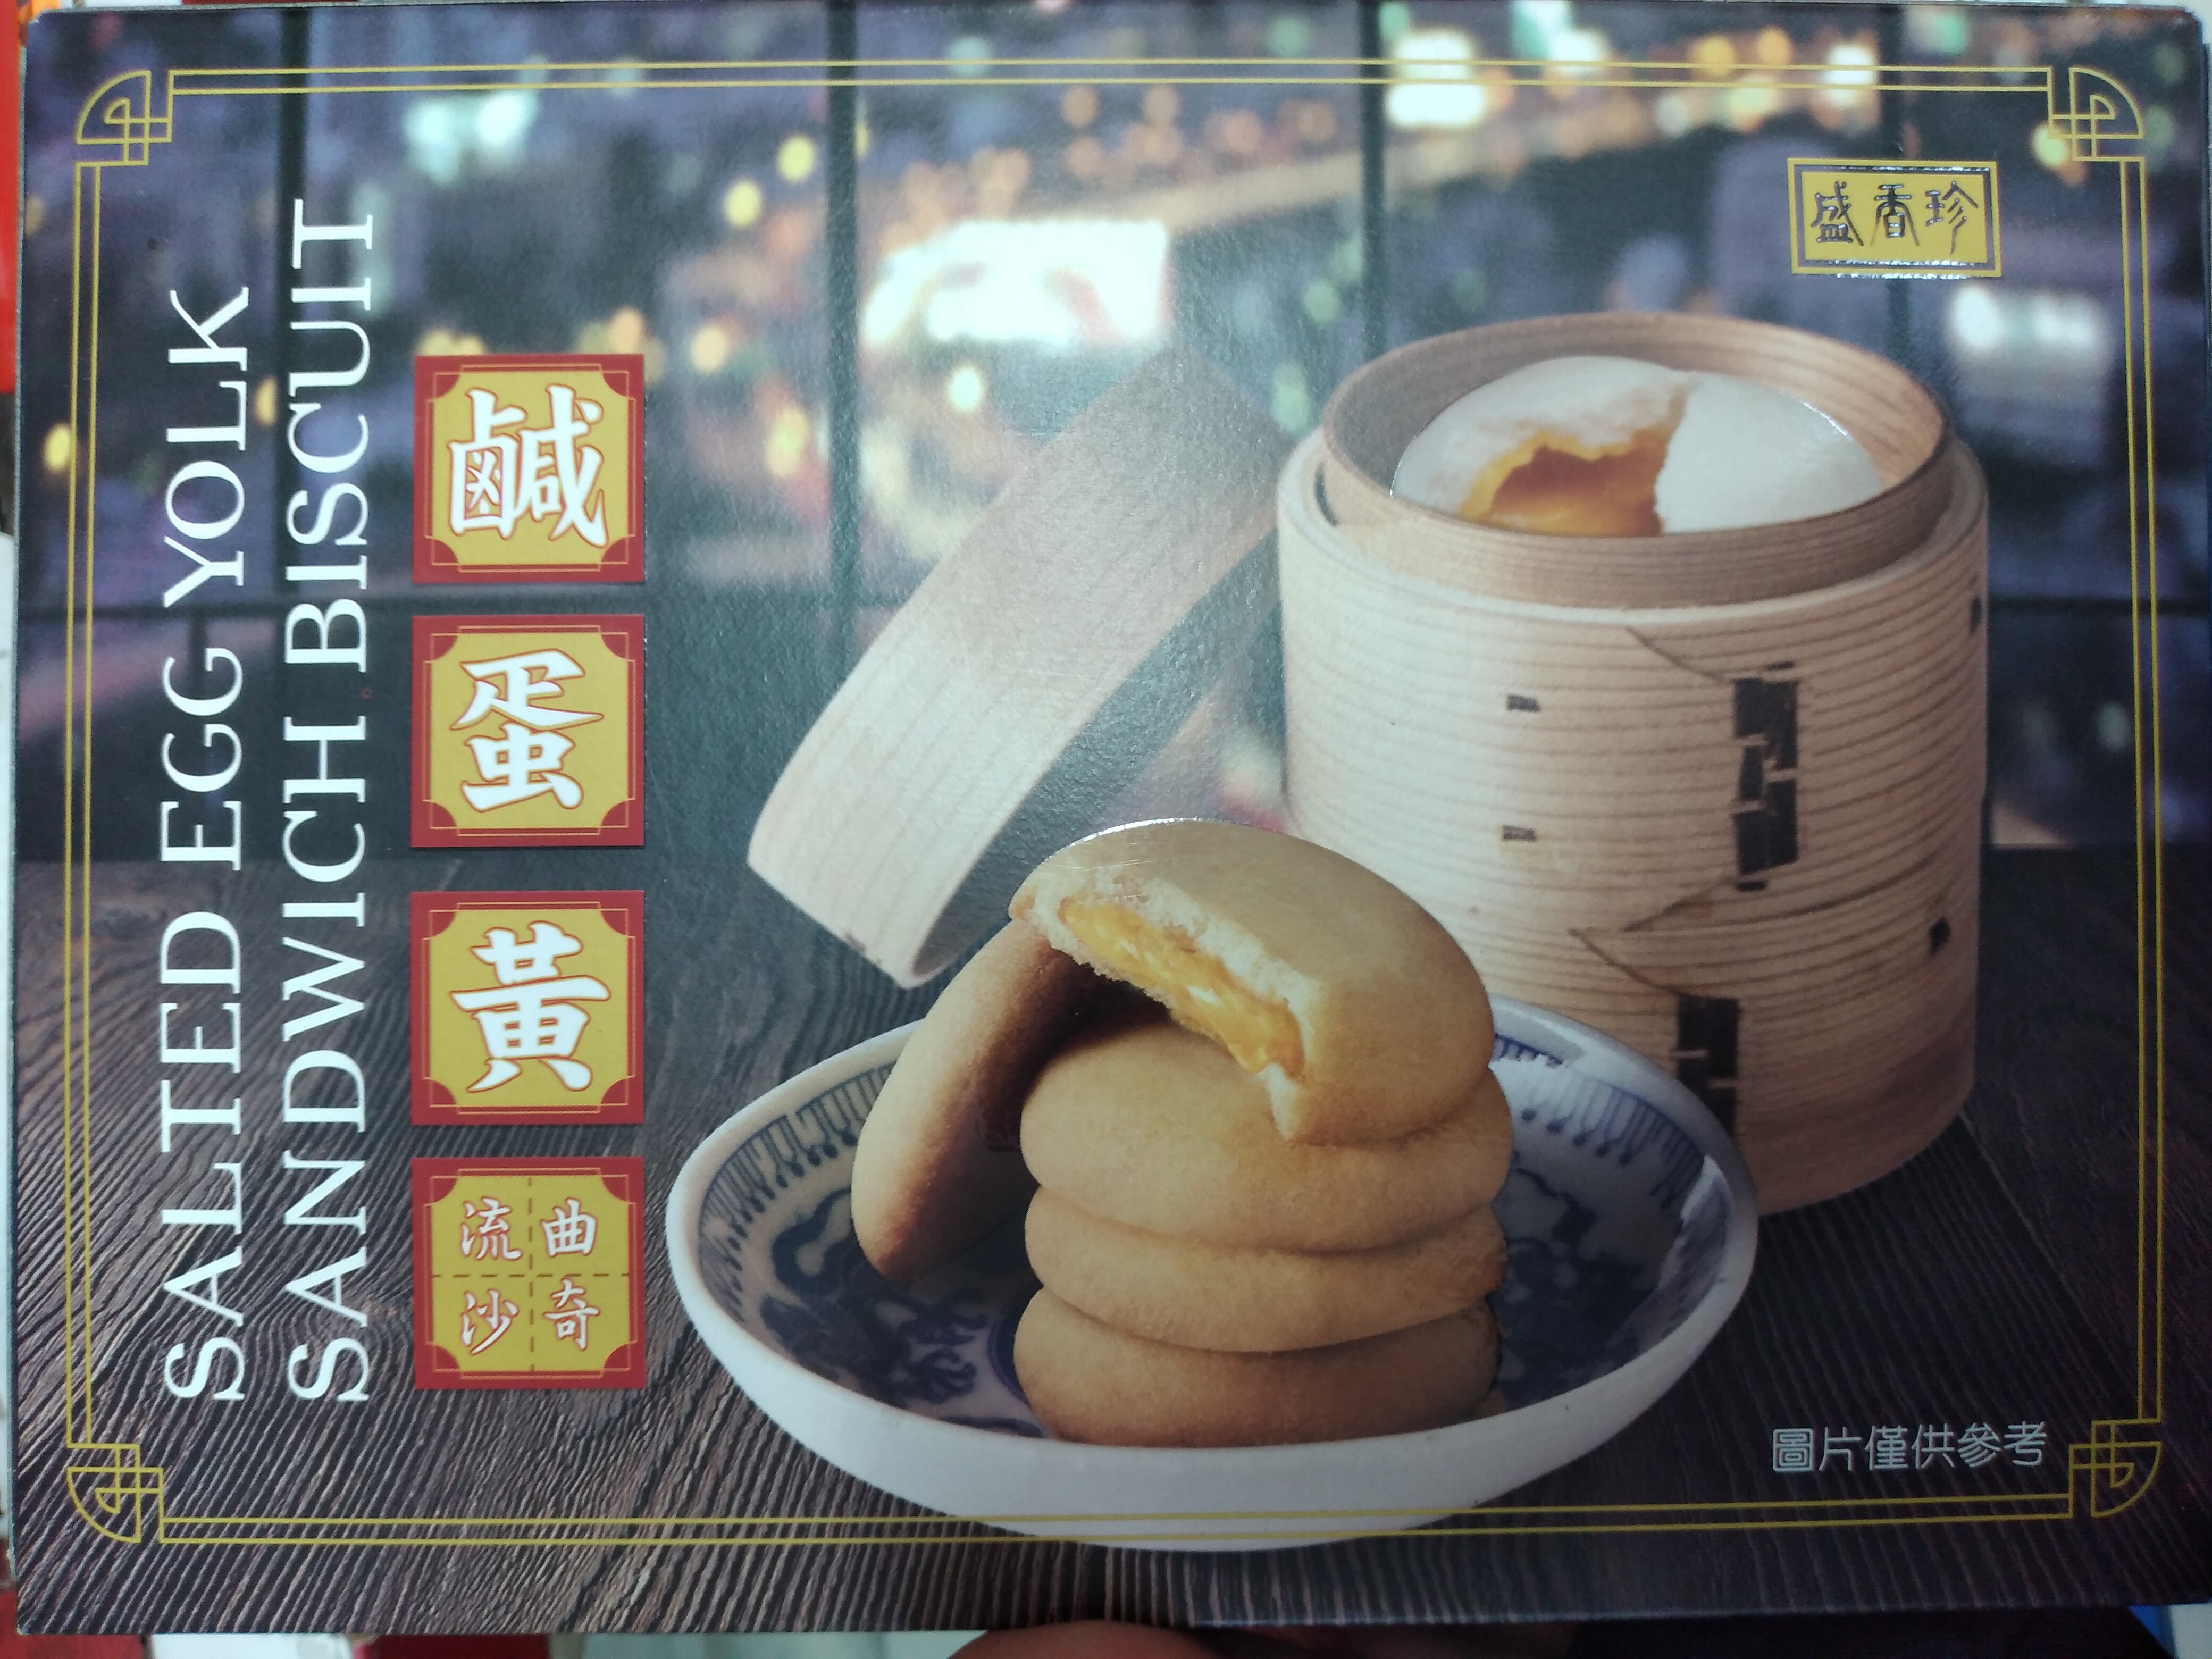 SALTED EGG YOLK
SANDWICH BISCUIT
鹹蛋黃
流沙
曲奇
盛香珍
圖片僅供參考